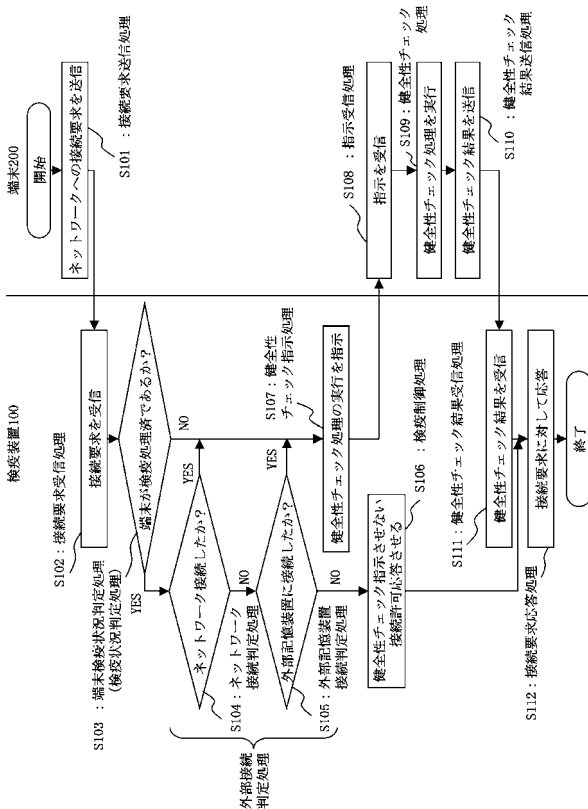 検疫装置100
端末200
開始
ネットワークへの接続要求を送信
S101:接続要求送信処理
S102:接続要求受信処理
接続要求を受信
S103:端末検疫状況判定処理
(検疫状況判定処理)
端末が検疫処理済であるか?
YES
NO
ネットワーク接続したか?
YES
NO
S104:ネットワーク
接続判定処理
外部記憶装置に接続したか?
YES
NO
S105:外部記憶装置
接続判定処理
外部接続
判定処理
S107:健全性
チェック指示処理
健全性チェック処理の実行を指示
S106:検疫制御処理
健全性チェック指示させない
接続許可応答させる
S108:指示受信処理
指示を受信
S109:健全性チェック
処理
健全性チェック処理を実行
健全性チェック結果を送信
S110:健全性チェック
結果送信処理
S111:健全性チェック結果受信処理
健全性チェック結果を受信
接続要求に対して応答
S112:接続要求応答処理
終了